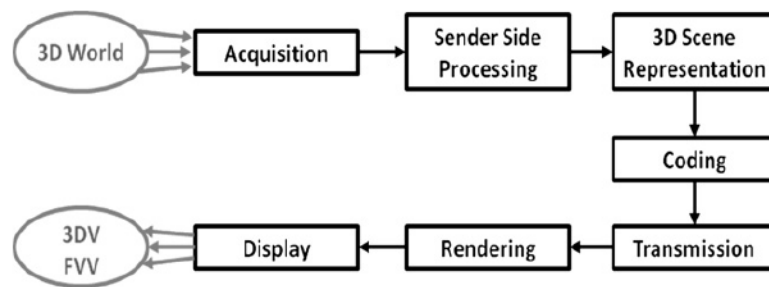 3D World
Acquisition
Sender Side
Processing
3D Scene
Representation
Coding
Transmission
Rendering
Display
3DV
FVV